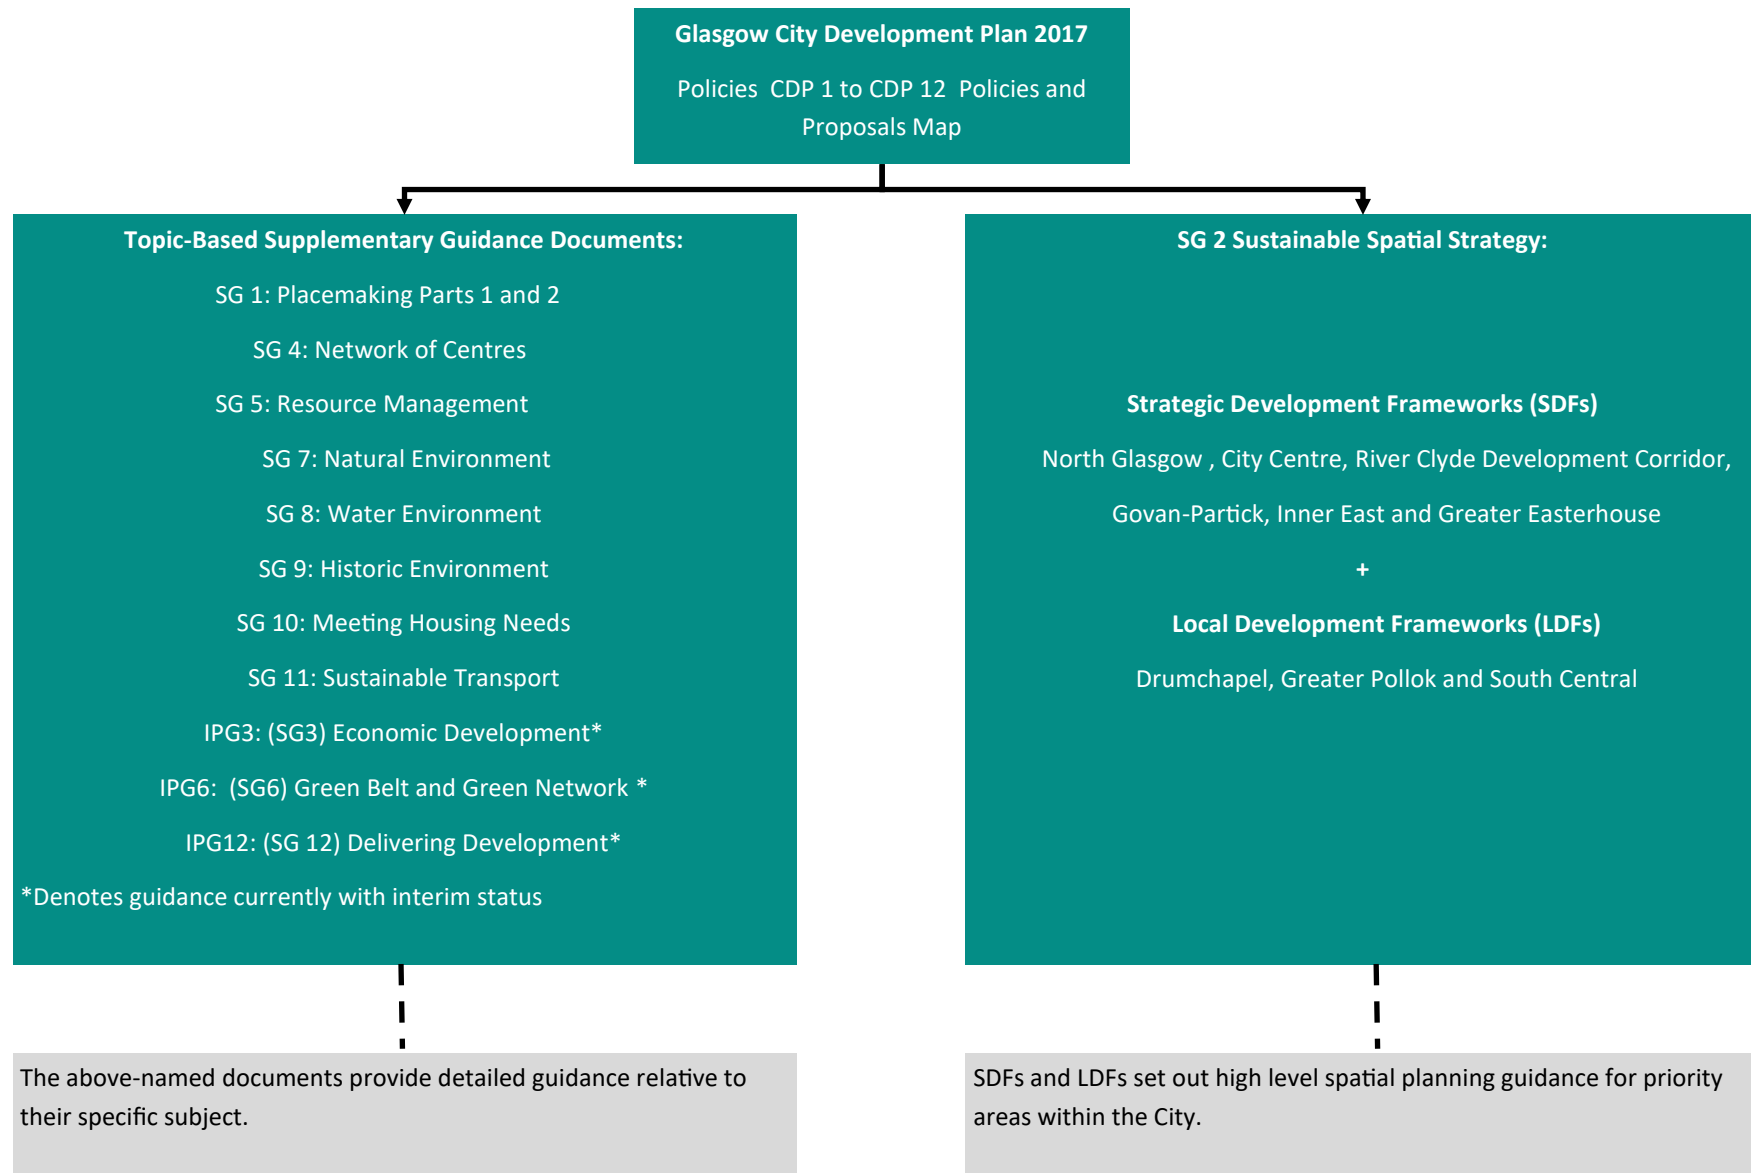 Glasgow City Development Plan 2017
Policies CDP 1 to CDP 12 Policies and
Proposals Map
Topic-Based Supplementary Guidance Documents:
SG 1: Placemaking Parts 1 and 2
SG 4: Network of Centres
SG 5: Resource Management
SG 7: Natural Environment
SG 8: Water Environment
SG 9: Historic Environment
SG 10: Meeting Housing Needs
SG 11: Sustainable Transport
IPG3: (SG3) Economic Development*
IPG6: (SG6) Green Belt and Green Network *
IPG12: (SG 12) Delivering Development*
*Denotes guidance currently with interim status
SG 2 Sustainable Spatial Strategy:
Strategic Development Frameworks (SDFs)
North Glasgow , City Centre, River Clyde Development Corridor,
Govan-Partick, Inner East and Greater Easterhouse
+
Local Development Frameworks (LDFs)
Drumchapel, Greater Pollok and South Central
The above-named documents provide detailed guidance relative to
their specific subject.
SDFs and LDFs set out high level spatial planning guidance for priority
areas within the City.